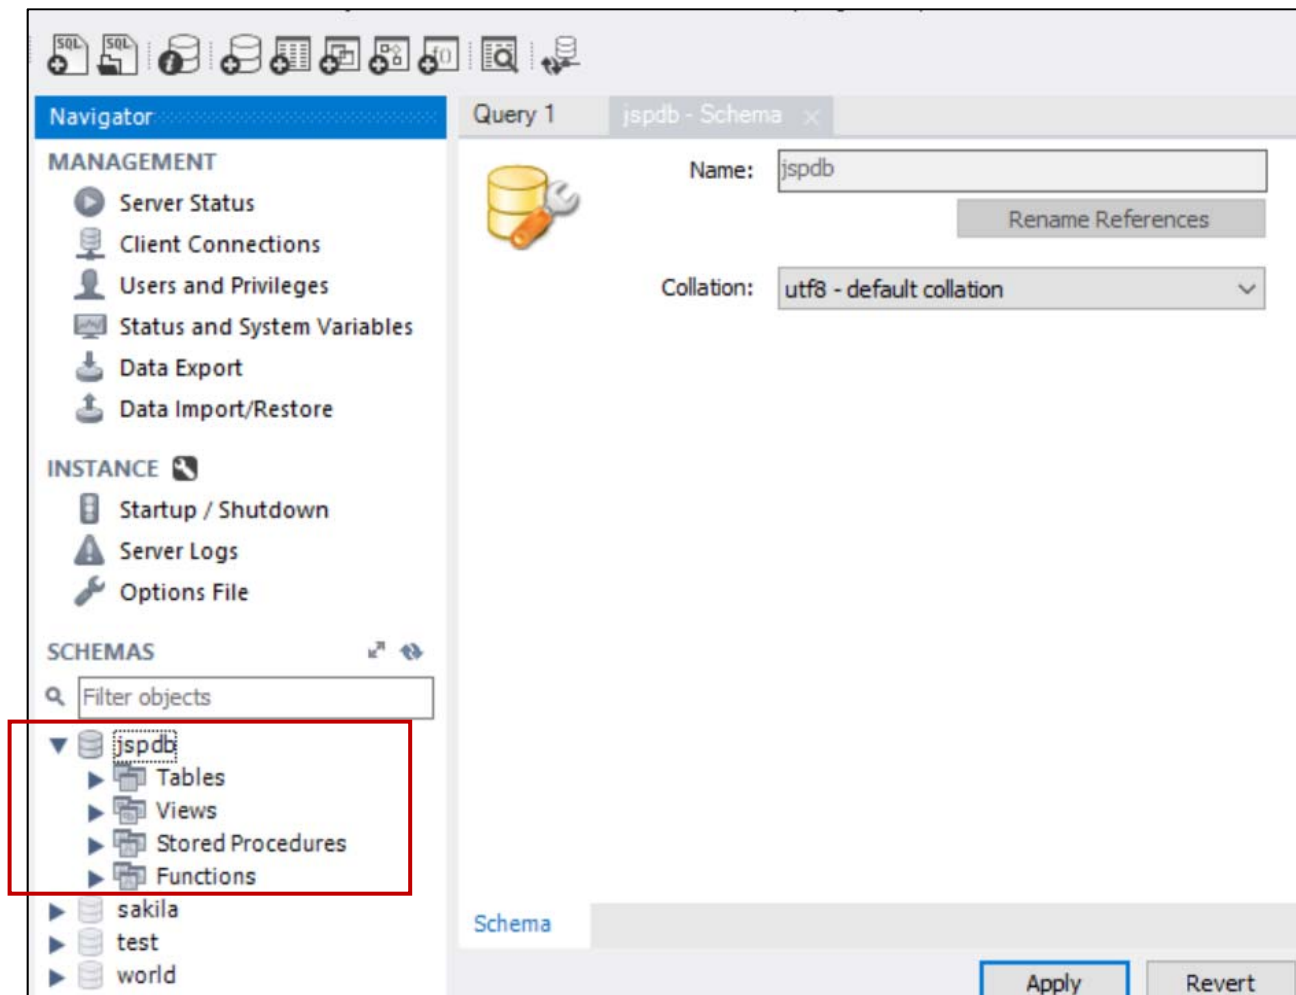 SQL
SQL
Navigator
MANAGEMENT
Server Status
Client Connections
Users and Privileges
Status and System Variables
Data Export
Data Import/Restore
INSTANCE
Startup / Shutdown
Server Logs
Options File
SCHEMAS
Filter objects
jspdb
Tables
Views
Stored Procedures
Functions
sakila
test
world
Query 1
jspdb - Schema
Name: jspdb
Rename References
Collation: utf8 - default collation
Schema
Apply Revert